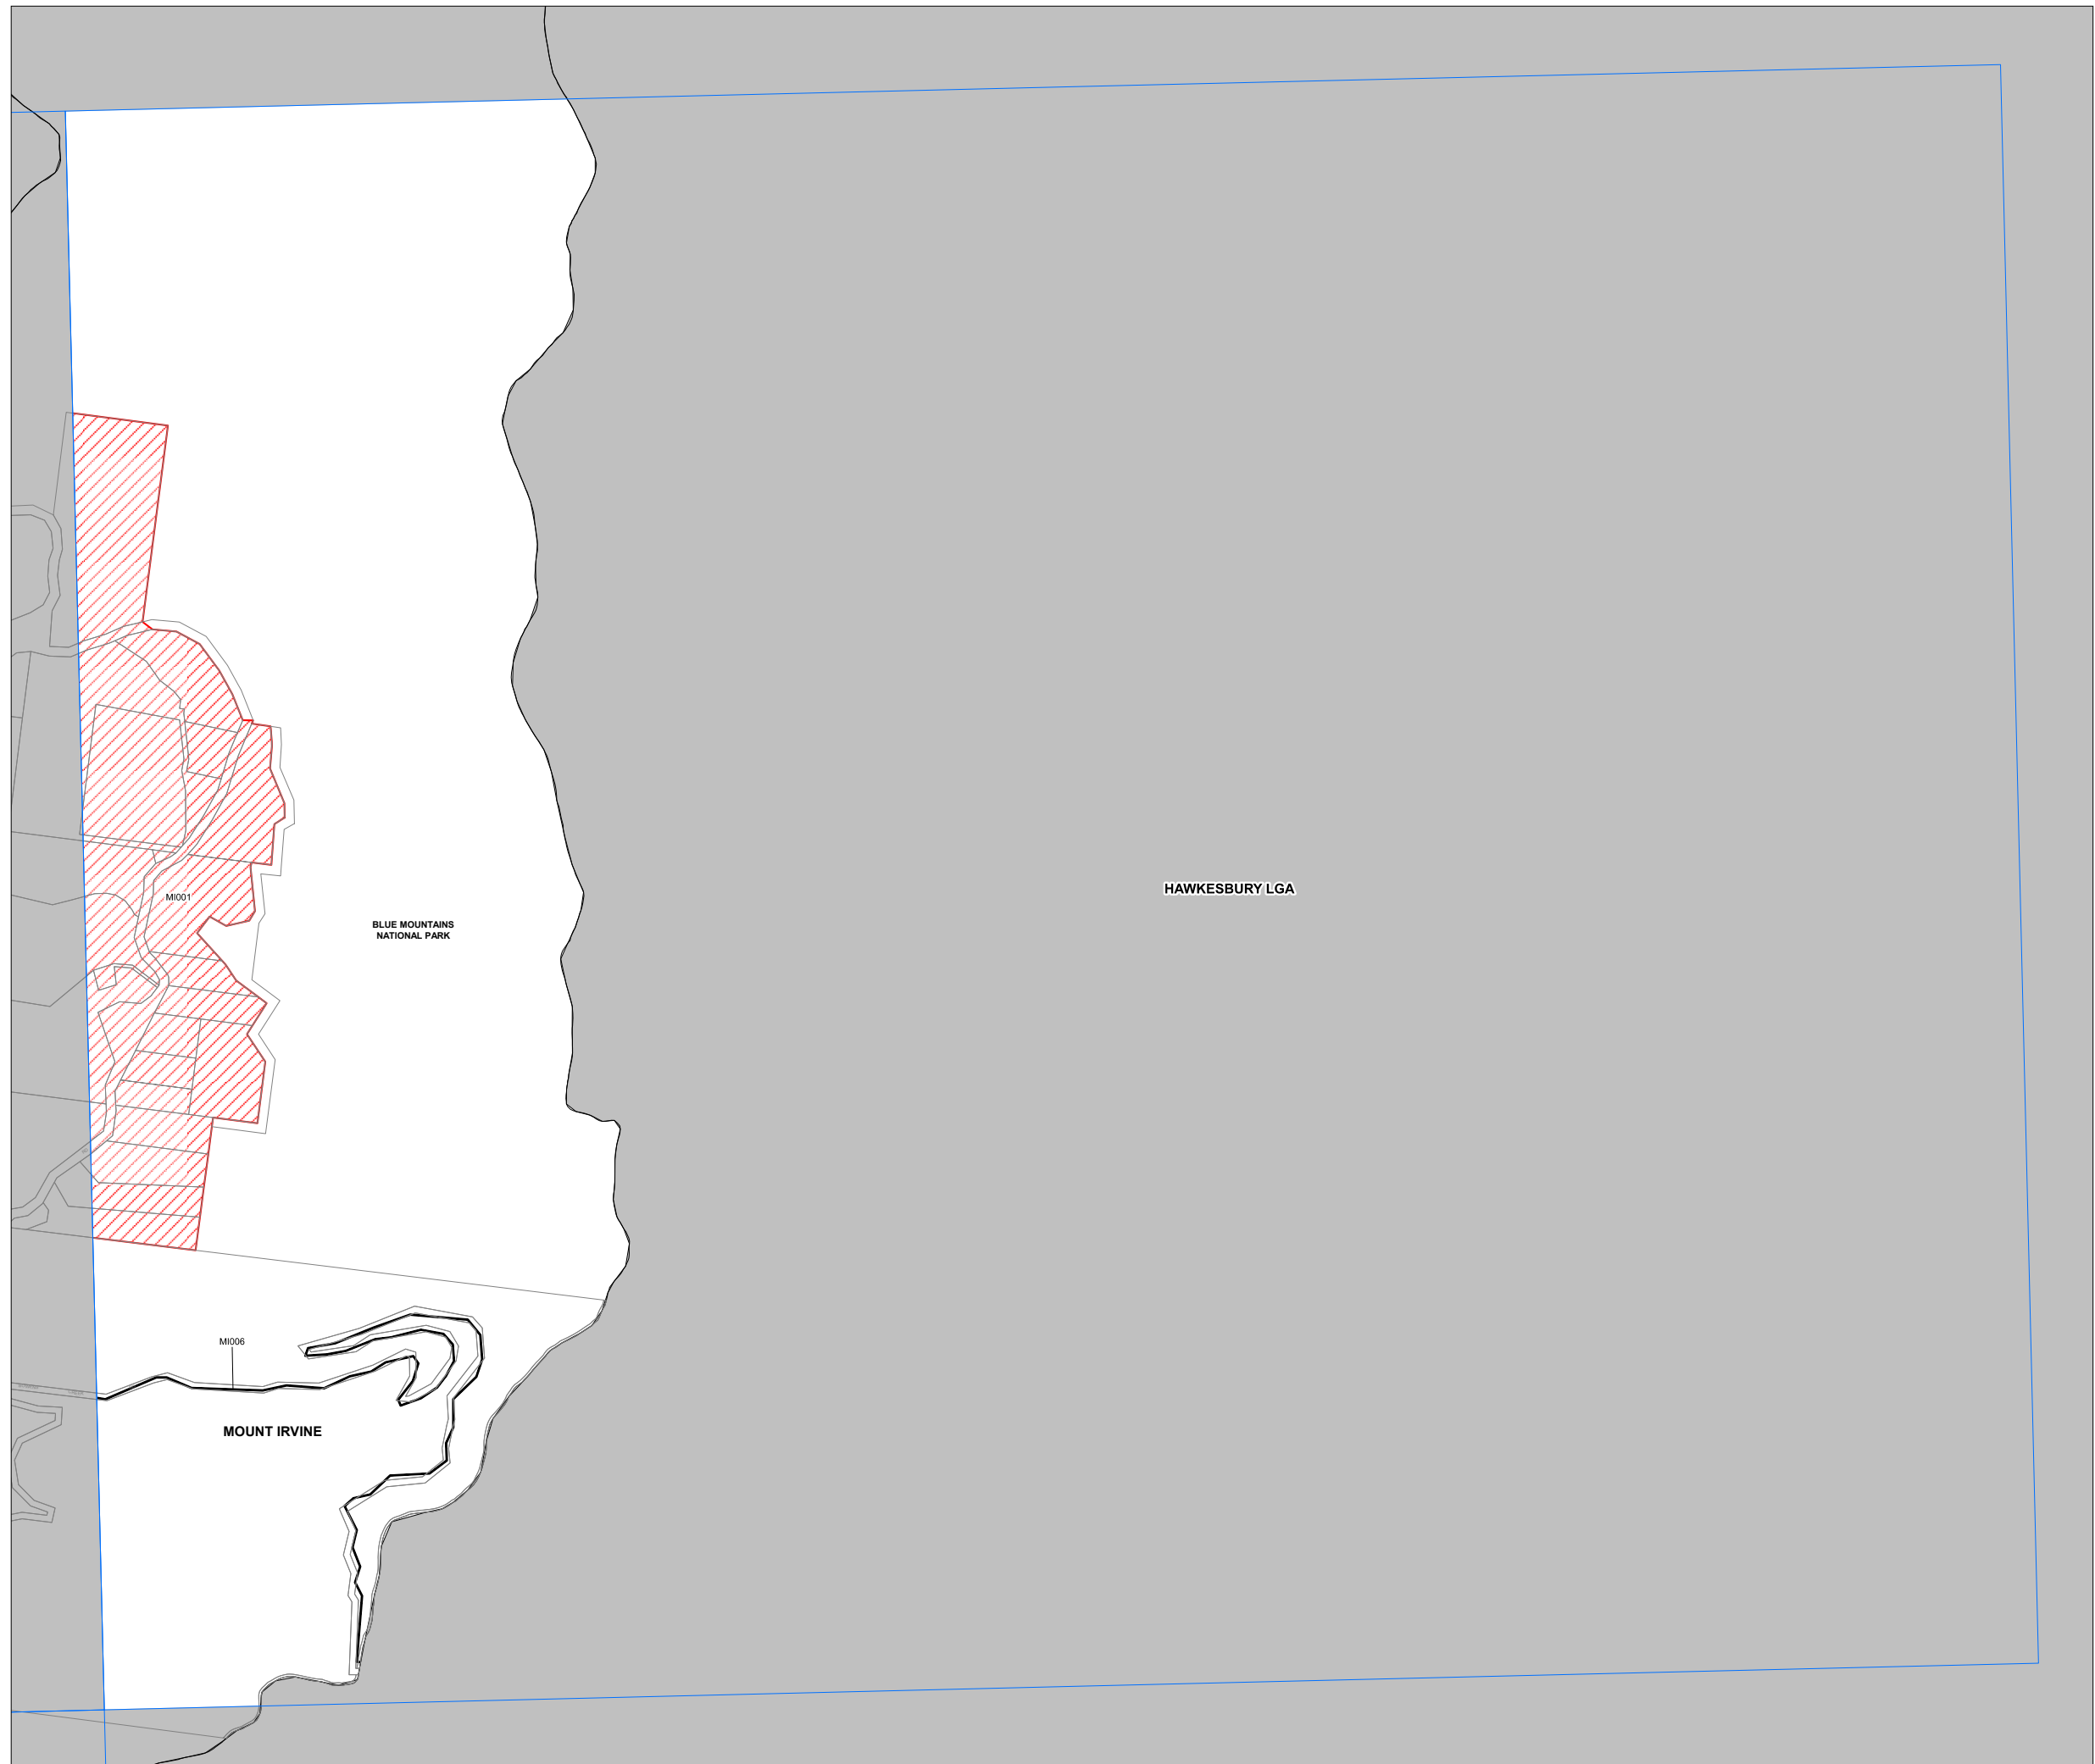 HAWKESBURY LGA
MI001
BLUE MOUNTAINS
NATIONAL PARK
MI006
MOUNT IRVINE